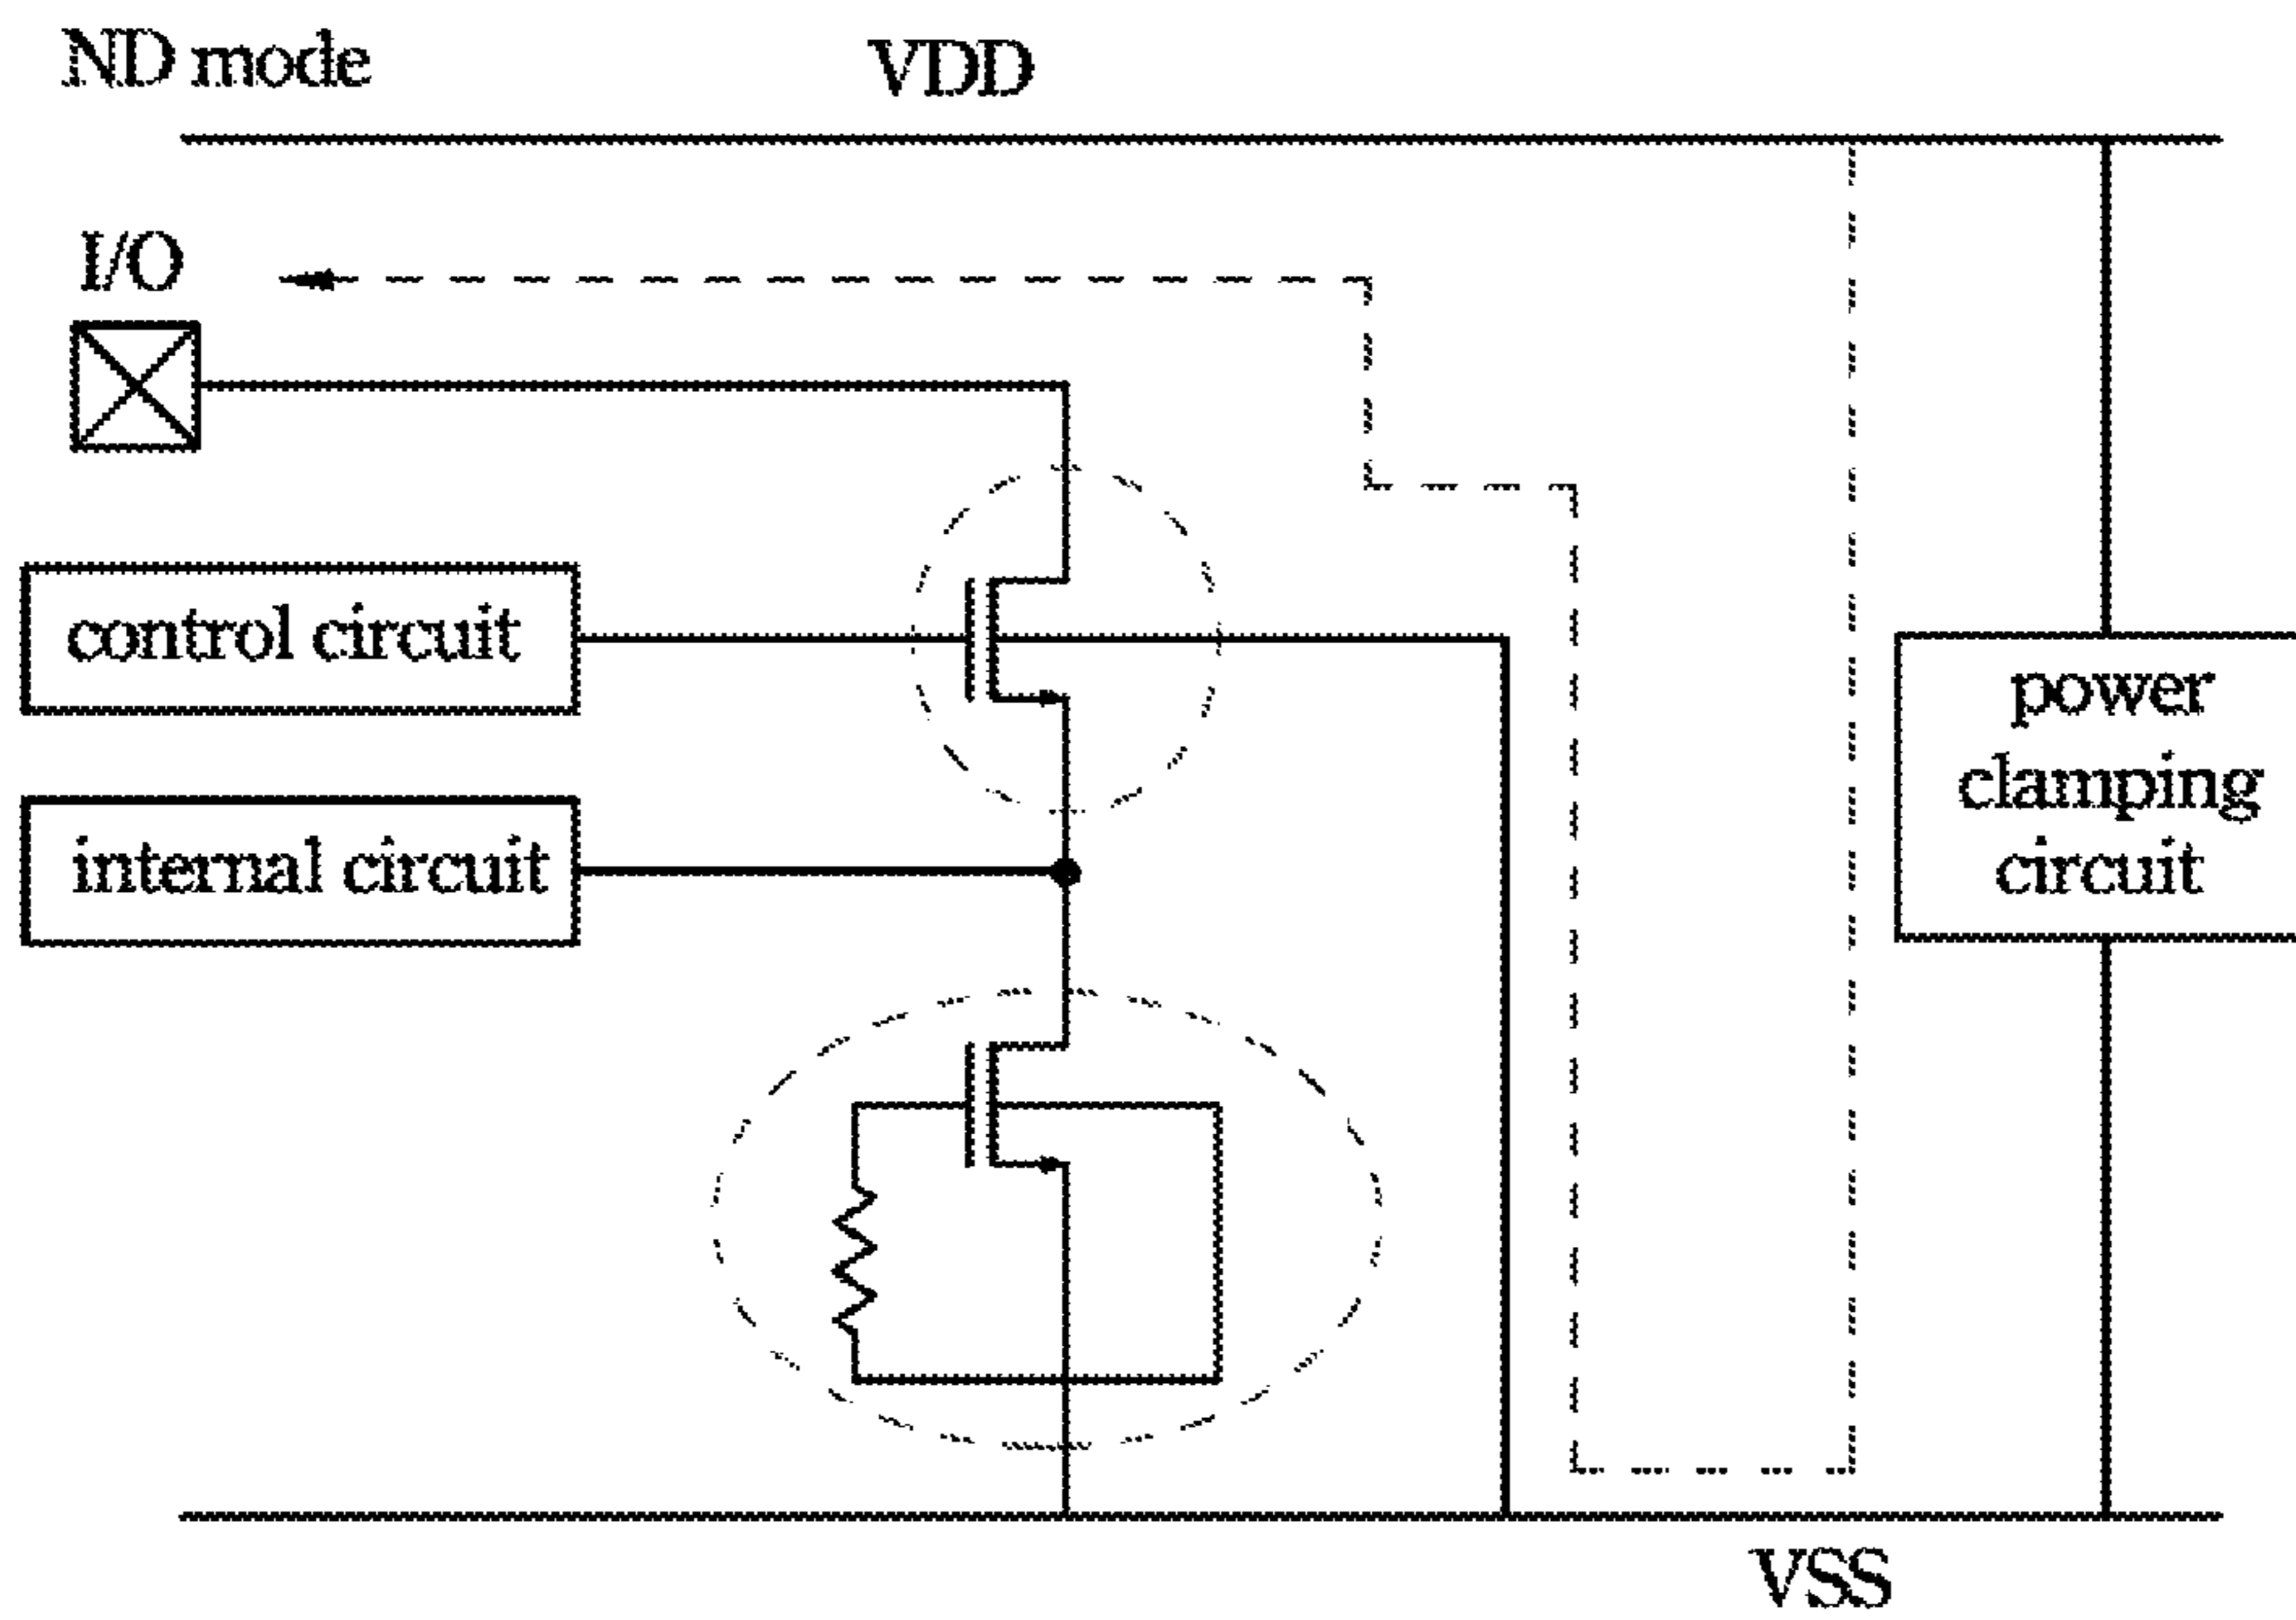 ND mode
VDD
I/O
control circuit
internal circuit
power
clamping
circuit
VSS